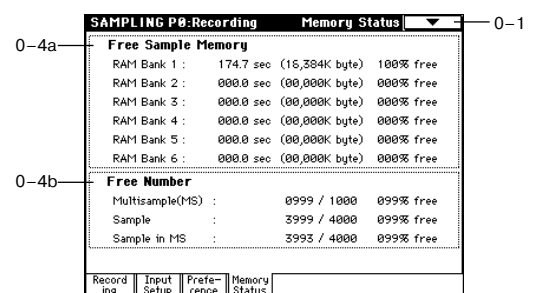 SAMPLING P0:Recording Memory Status
0-1
0-4a
Free Sample Memory
RAM Bank 1 : 174.7 sec (16,384K byte) 100% free
RAM Bank 2 : 000.0 sec (00,000K byte) 000% free
RAM Bank 3 : 000.0 sec (00,000K byte) 000% free
RAM Bank 4 : 000.0 sec (00,000K byte) 000% free
RAM Bank 5 : 000.0 sec (00,000K byte) 000% free
RAM Bank 6 : 000.0 sec (00,000K byte) 000% free
0-4b
Free Number
Multisample(MS) : 0999 / 1000 099% free
Sample : 3999 / 4000 099% free
Sample in MS : 3993 / 4000 099% free
Record Input Prefe- Memory
ing Setup rence Status